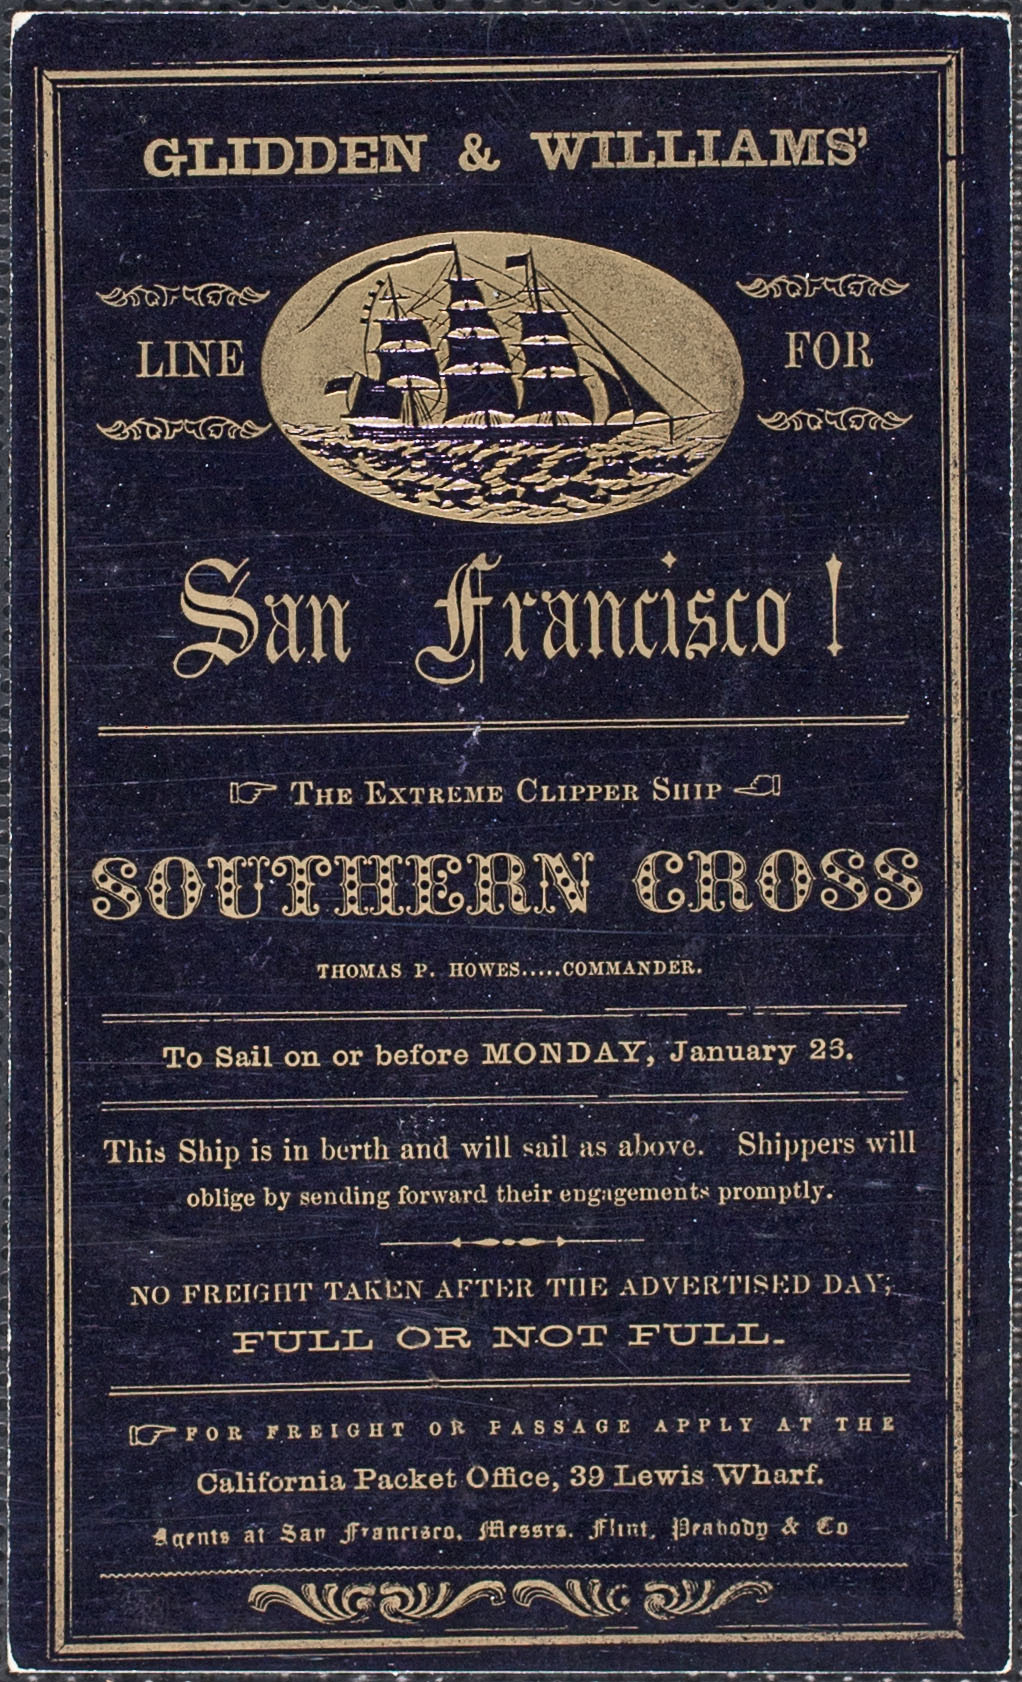 GLIDDEN & WILLIAMS'
LINE FOR
San Francisco!
☞ THE EXTREME CLIPPER SHIP ☜
SOUTHERN CROSS
THOMAS P. HOWES.....COMMANDER.
To Sail on or before MONDAY, January 23.
This Ship is in berth and will sail as above. Shippers will
oblige by sending forward their engagements promptly.
NO FREIGHT TAKEN AFTER THE ADVERTISED DAY;
FULL OR NOT FULL.
☞ FOR FREIGHT OR PASSAGE APPLY AT THE
California Packet Office, 39 Lewis Wharf.
Agents at San Francisco, Messrs. Flint, Peabody & Co